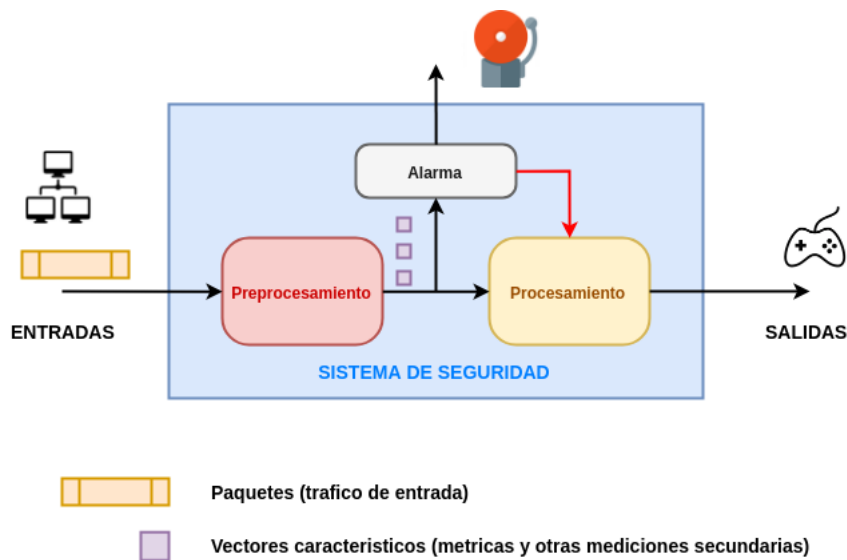 Alarma
Preprocesamiento
Procesamiento
ENTRADAS
SALIDAS
SISTEMA DE SEGURIDAD
Paquetes (trafico de entrada)
Vectores caracteristicos (metricas y otras mediciones secundarias)